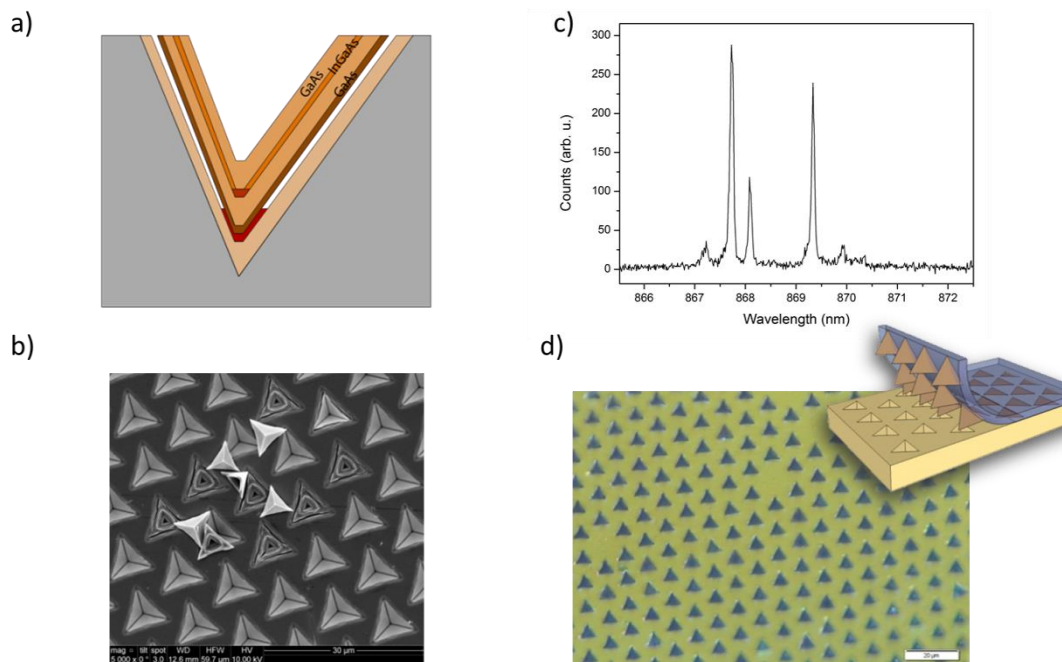 a)
GaAs
InGaAs
GaAs
b)
mag = tilt spot WD HFW HV
5 000 x 0 ° 3.0 12.6 mm 59.7 µm 10.00 kV
30 µm
c)
300
250
200
150
100
50
0
Counts (arb. u.)
866 867 868 869 870 871 872
Wavelength (nm)
d)
20 µm